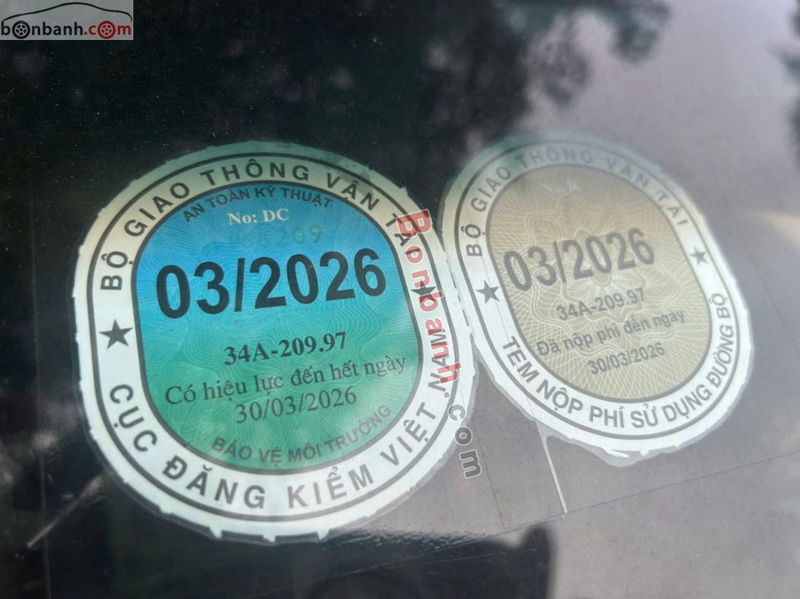 bonbanh.com
BỘ GIAO THÔNG VẬN TẢI
AN TOÀN KỸ THUẬT
No: DC
03/2026
34A-209.97
Có hiệu lực đến hết ngày
30/03/2026
BẢO VỆ MÔI TRƯỜNG
CỤC ĐĂNG KIỂM VIỆT NAM
Bonbanh.com
BỘ GIAO THÔNG VẬN TẢI
03/2026
34A-209.97
Đã nộp phí đến ngày
30/03/2026
TEM NỘP PHÍ SỬ DỤNG ĐƯỜNG BỘ